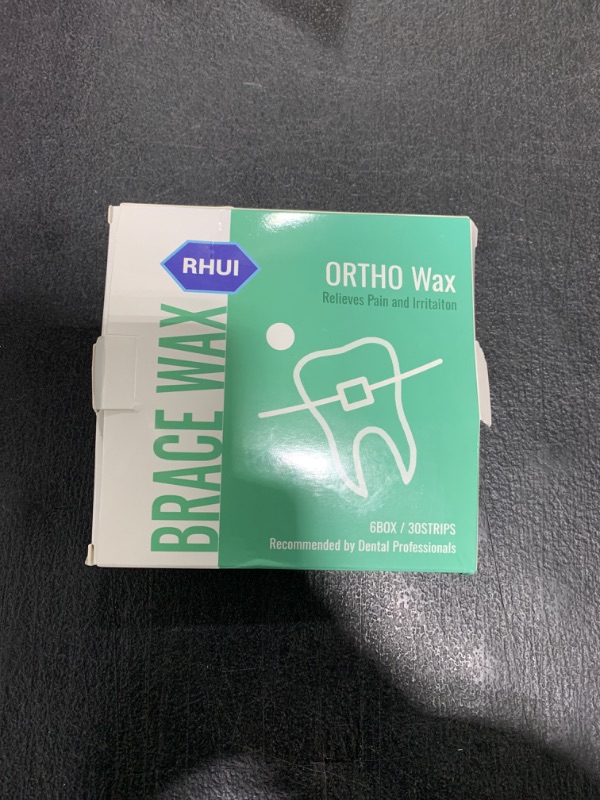 RHUI
BRACE WAX
ORTHO Wax
Relieves Pain and Irritaiton
6BOX / 30STRIPS
Recommended by Dental Professionals